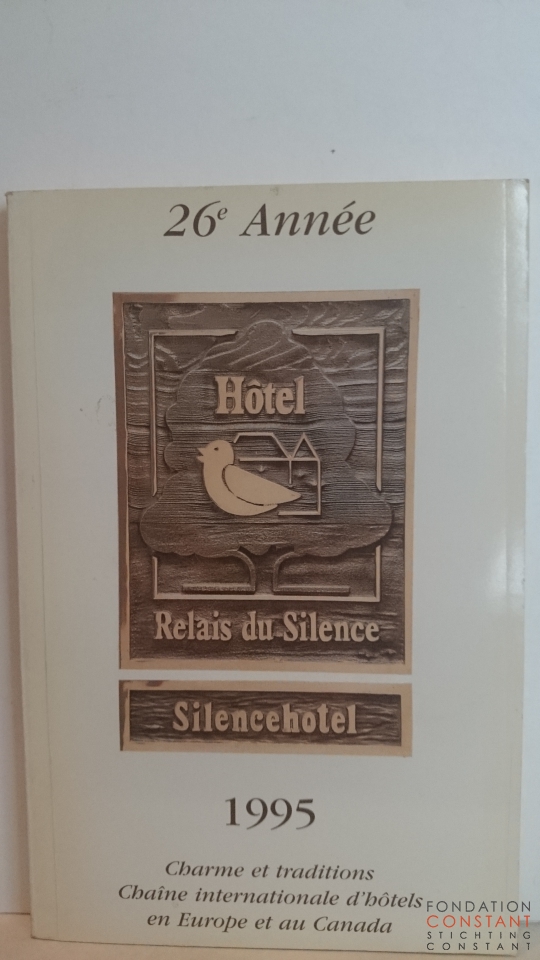 26e Année
Hôtel
Relais du Silence
Silencehotel
1995
Charme et traditions
Chaîne internationale d'hôtels
en Europe et au Canada
FONDATION
CONSTANT
STICHTING
CONSTANT